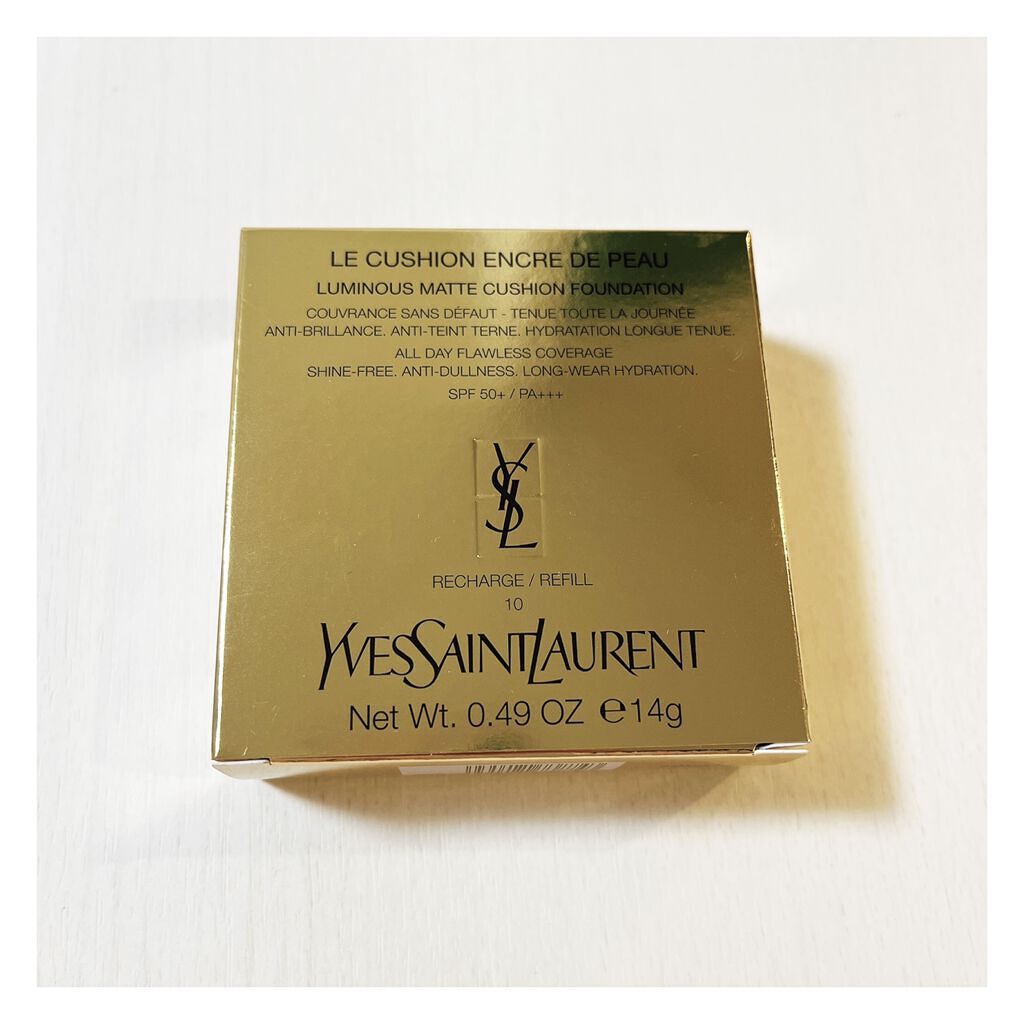 LE CUSHION ENCRE DE PEAU
LUMINOUS MATTE CUSHION FOUNDATION
COUVRANCE SANS DÉFAUT - TENUE TOUTE LA JOURNÉE
ANTI-BRILLANCE. ANTI-TEINT TERNE. HYDRATATION LONGUE TENUE.
ALL DAY FLAWLESS COVERAGE
SHINE-FREE. ANTI-DULLNESS. LONG-WEAR HYDRATION.
SPF 50+ / PA+++
YSL
RECHARGE / REFILL
10
YVESSAINTLAURENT
Net Wt. 0.49 OZ ℮14g